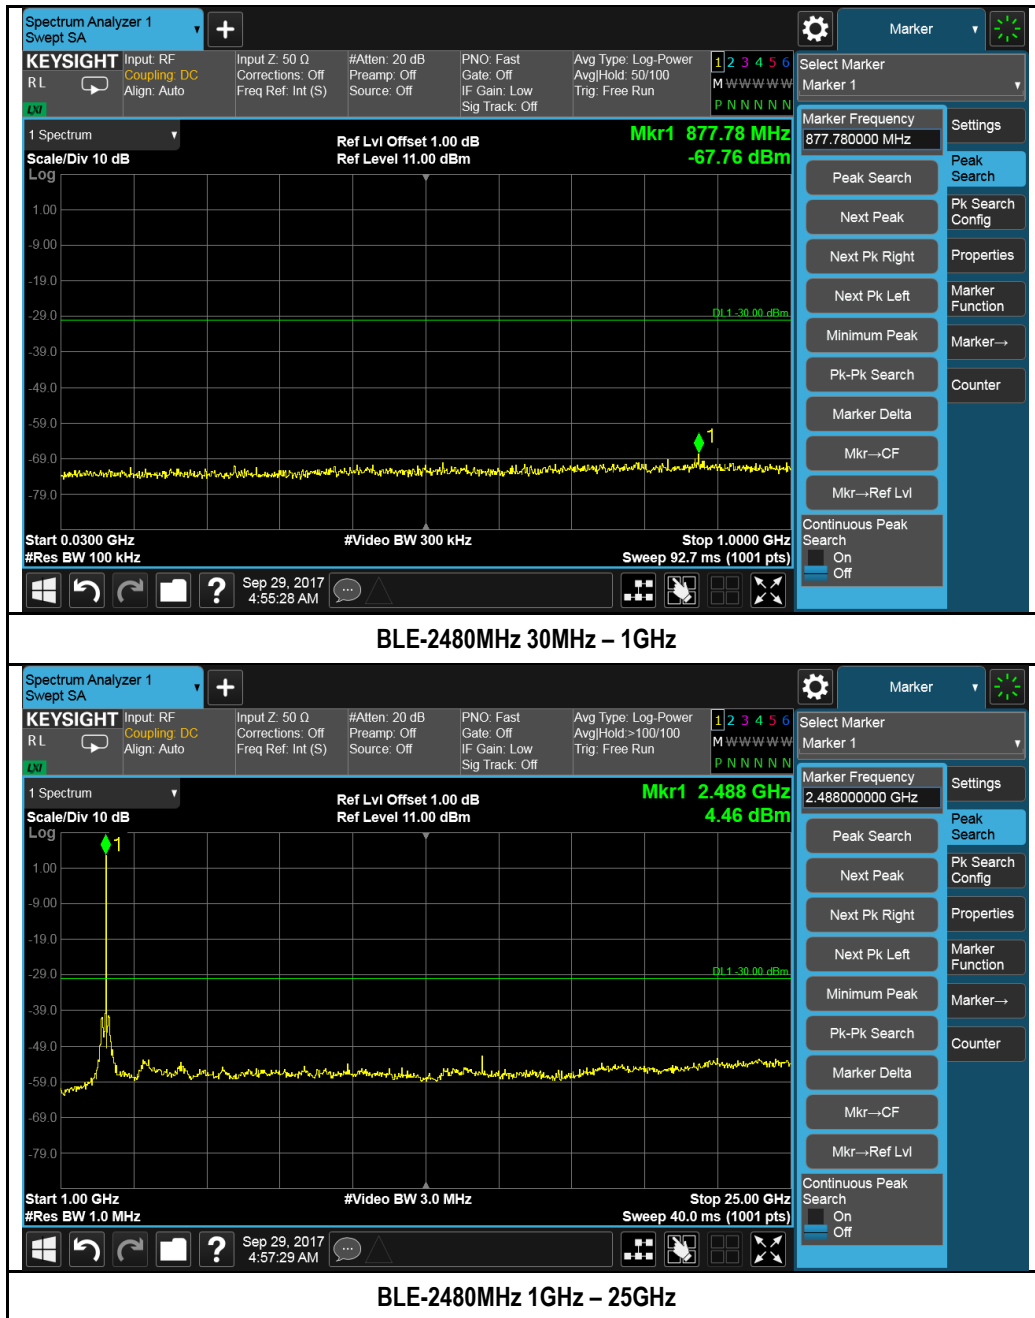 Spectrum Analyzer 1
Swept SA
Marker
KEYSIGHT
RL
LXI
Input: RF
Coupling: DC
Align: Auto
Input Z: 50 Ω
Corrections: Off
Freq Ref: Int (S)
#Atten: 20 dB
Preamp: Off
Source: Off
PNO: Fast
Gate: Off
IF Gain: Low
Sig Track: Off
Avg Type: Log-Power
Avg|Hold: 50/100
Trig: Free Run
1 2 3 4 5 6
M W W W W W
P N N N N N
Select Marker
Marker 1
1 Spectrum
Scale/Div 10 dB
Ref Lvl Offset 1.00 dB
Ref Level 11.00 dBm
Mkr1 877.78 MHz
-67.76 dBm
Log
1.00
-9.00
-19.0
-29.0
-39.0
-49.0
-59.0
-69.0
-79.0
DL1 -30.00 dBm
1
Start 0.0300 GHz
#Res BW 100 kHz
#Video BW 300 kHz
Stop 1.0000 GHz
Sweep 92.7 ms (1001 pts)
Marker Frequency
877.780000 MHz
Peak Search
Next Peak
Next Pk Right
Next Pk Left
Minimum Peak
Pk-Pk Search
Marker Delta
Mkr→CF
Mkr→Ref Lvl
Continuous Peak
Search
On
Off
Settings
Peak
Search
Pk Search
Config
Properties
Marker
Function
Marker→
Counter
?
Sep 29, 2017
4:55:28 AM
BLE-2480MHz 30MHz – 1GHz
Spectrum Analyzer 1
Swept SA
Marker
KEYSIGHT
RL
LXI
Input: RF
Coupling: DC
Align: Auto
Input Z: 50 Ω
Corrections: Off
Freq Ref: Int (S)
#Atten: 20 dB
Preamp: Off
Source: Off
PNO: Fast
Gate: Off
IF Gain: Low
Sig Track: Off
Avg Type: Log-Power
Avg|Hold:>100/100
Trig: Free Run
1 2 3 4 5 6
M W W W W W
P N N N N N
Select Marker
Marker 1
1 Spectrum
Scale/Div 10 dB
Ref Lvl Offset 1.00 dB
Ref Level 11.00 dBm
Mkr1 2.488 GHz
4.46 dBm
Log
1.00
-9.00
-19.0
-29.0
-39.0
-49.0
-59.0
-69.0
-79.0
DL1 -30.00 dBm
1
Start 1.00 GHz
#Res BW 1.0 MHz
#Video BW 3.0 MHz
Stop 25.00 GHz
Sweep 40.0 ms (1001 pts)
Marker Frequency
2.488000000 GHz
Peak Search
Next Peak
Next Pk Right
Next Pk Left
Minimum Peak
Pk-Pk Search
Marker Delta
Mkr→CF
Mkr→Ref Lvl
Continuous Peak
Search
On
Off
Settings
Peak
Search
Pk Search
Config
Properties
Marker
Function
Marker→
Counter
?
Sep 29, 2017
4:57:29 AM
BLE-2480MHz 1GHz – 25GHz